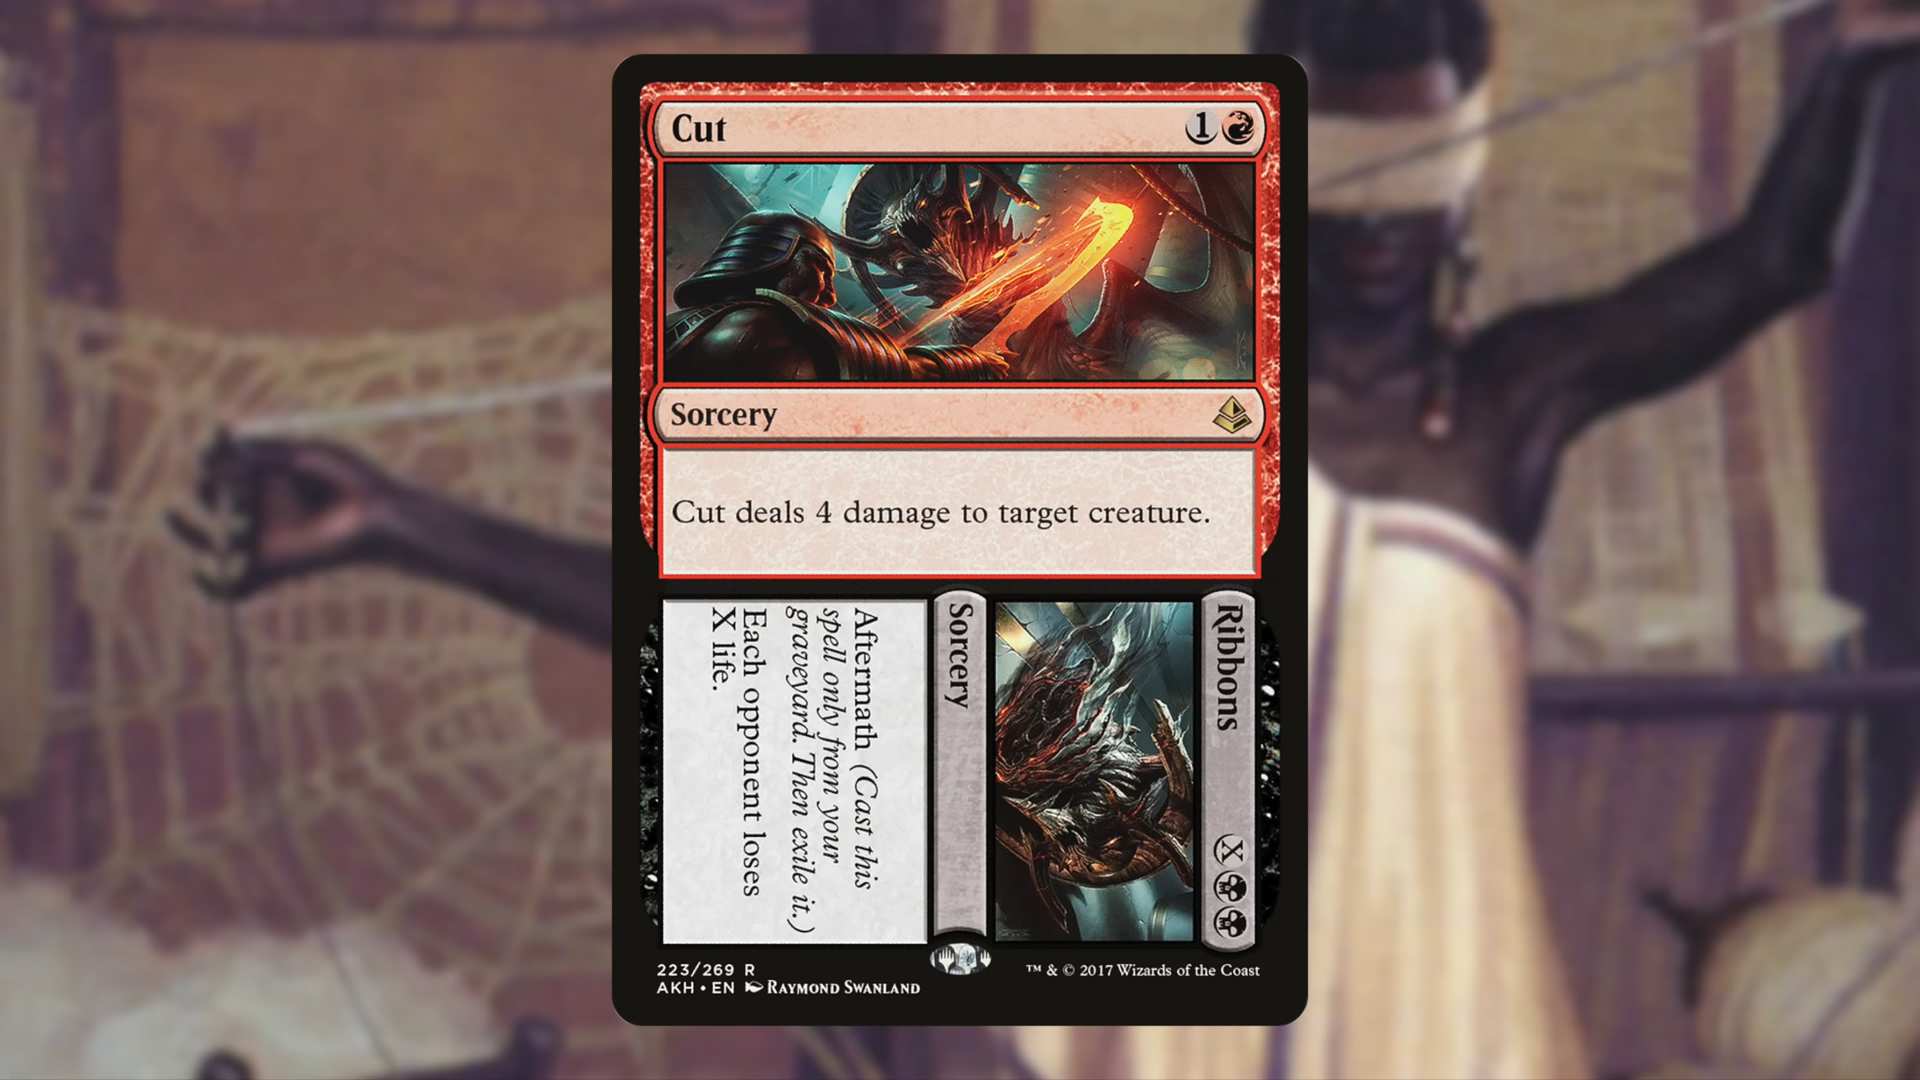 Cut 1
Sorcery
Cut deals 4 damage to target creature.
Ribbons X
Sorcery
Aftermath (Cast this
spell only from your
graveyard. Then exile it.)
Each opponent loses
X life.
223/269 R
AKH • EN Raymond Swanland
™ & © 2017 Wizards of the Coast